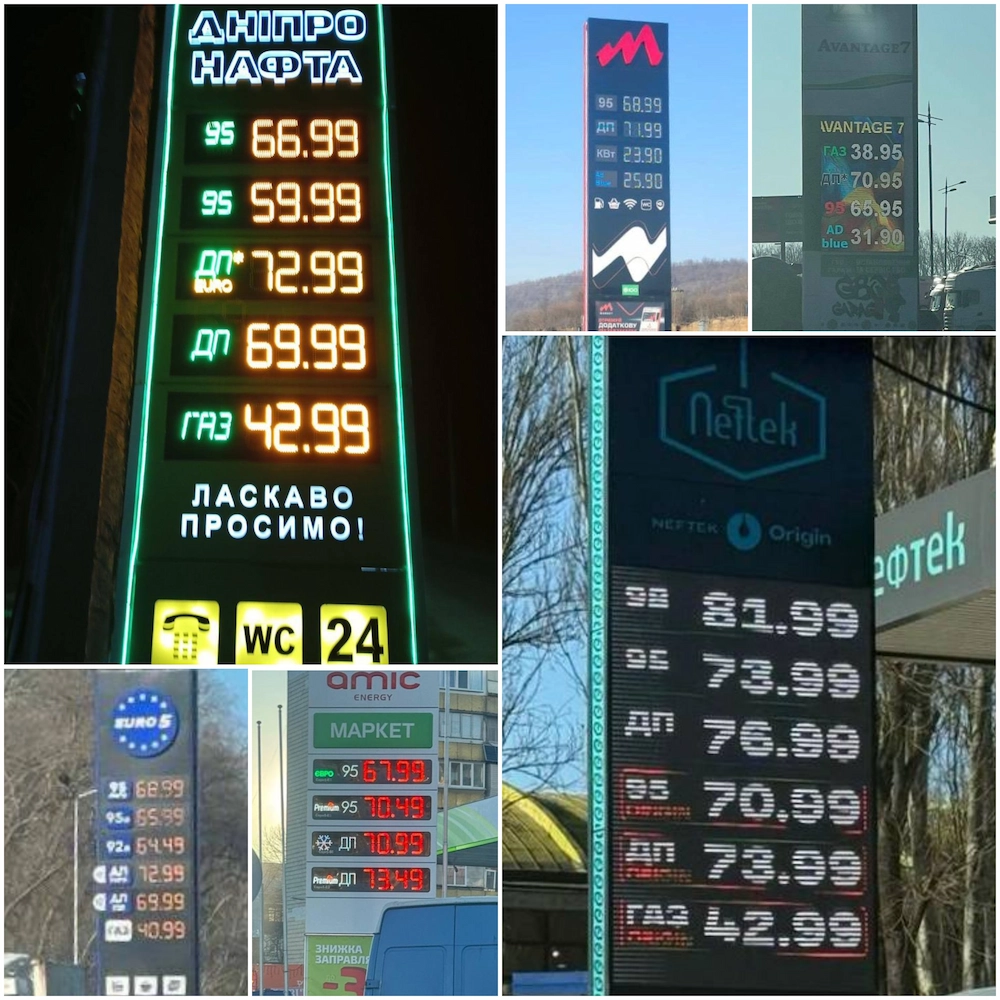 ДНІПРО
НАФТА
95 66.99
95 59.99
ДП* EURO 72.99
ДП 69.99
ГАЗ 42.99
ЛАСКАВО
ПРОСИМО!
WC 24
95 68.99
ДП 71.99
КВт 23.90
25.90
WC
ДОДАТКОВУ
AVANTAGE7
AVANTAGE 7
ГАЗ 38.95
ДП* 70.95
95 65.95
AD blue 31.90
Neftek
NEFTEK Origin
ефтек
98 81.99
95 73.99
ДП 76.99
95 70.99
ДП 73.99
ГАЗ 42.99
EURO 5
68.99
95 65.99
92 64.49
ДП 72.99
ДП 69.99
ГАЗ 40.99
amic
ENERGY
МАРКЕТ
ЄВРО 95 67.99
Premium 95 70.49
ДП 70.99
Premium ДП 73.49
ЗНИЖКА
ЗАПРАВЛЯ
-3